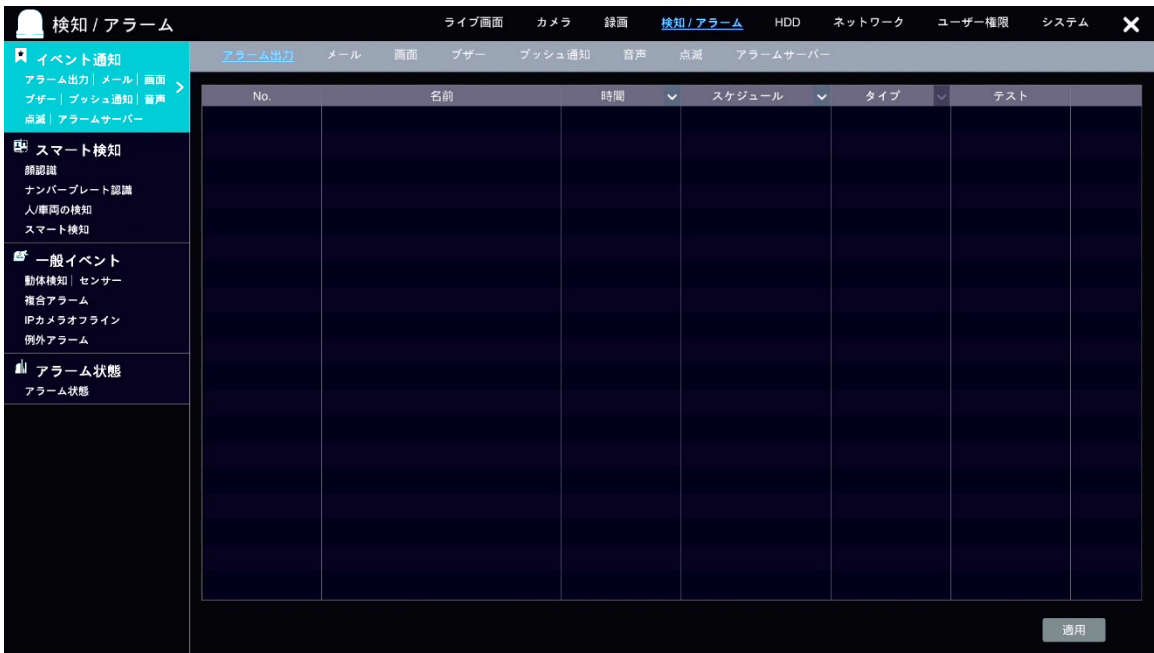 検知 / アラーム
ライブ画面 カメラ 録画 検知 / アラーム HDD ネットワーク ユーザー権限 システム
イベント通知
アラーム出力 | メール | 画面
ブザー | プッシュ通知 | 音声
点滅 | アラームサーバー
スマート検知
顔認識
ナンバープレート認識
人/車両の検知
スマート検知
一般イベント
動体検知 | センサー
複合アラーム
IPカメラオフライン
例外アラーム
アラーム状態
アラーム状態
アラーム出力 メール 画面 ブザー プッシュ通知 音声 点滅 アラームサーバー
No. 名前 時間 スケジュール タイプ テスト
適用